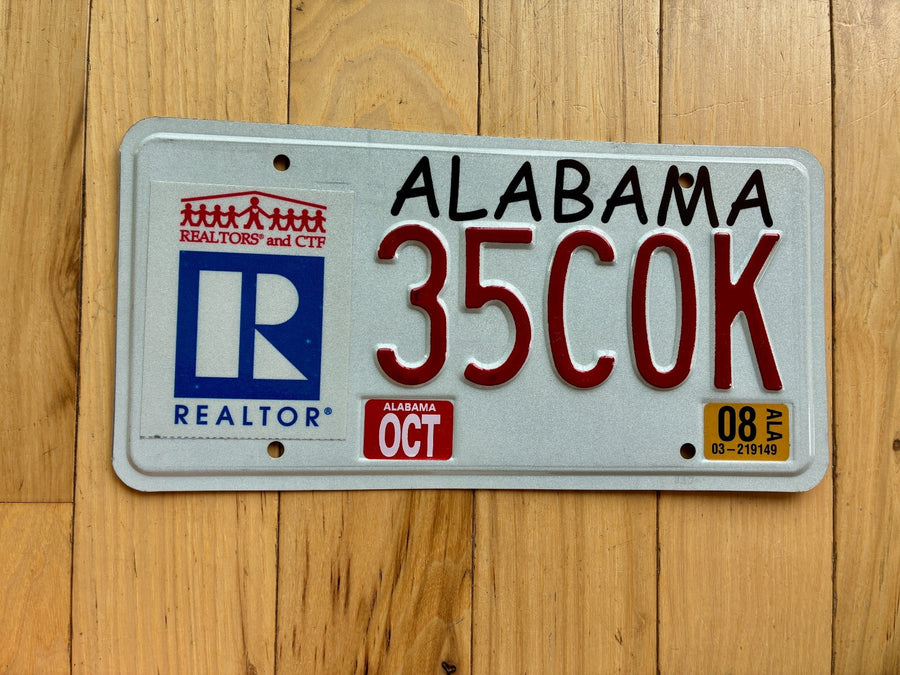 ALABAMA
REALTORS® and CTF
35C0K
R
REALTOR®
ALABAMA
OCT
08 ALA
03-219149